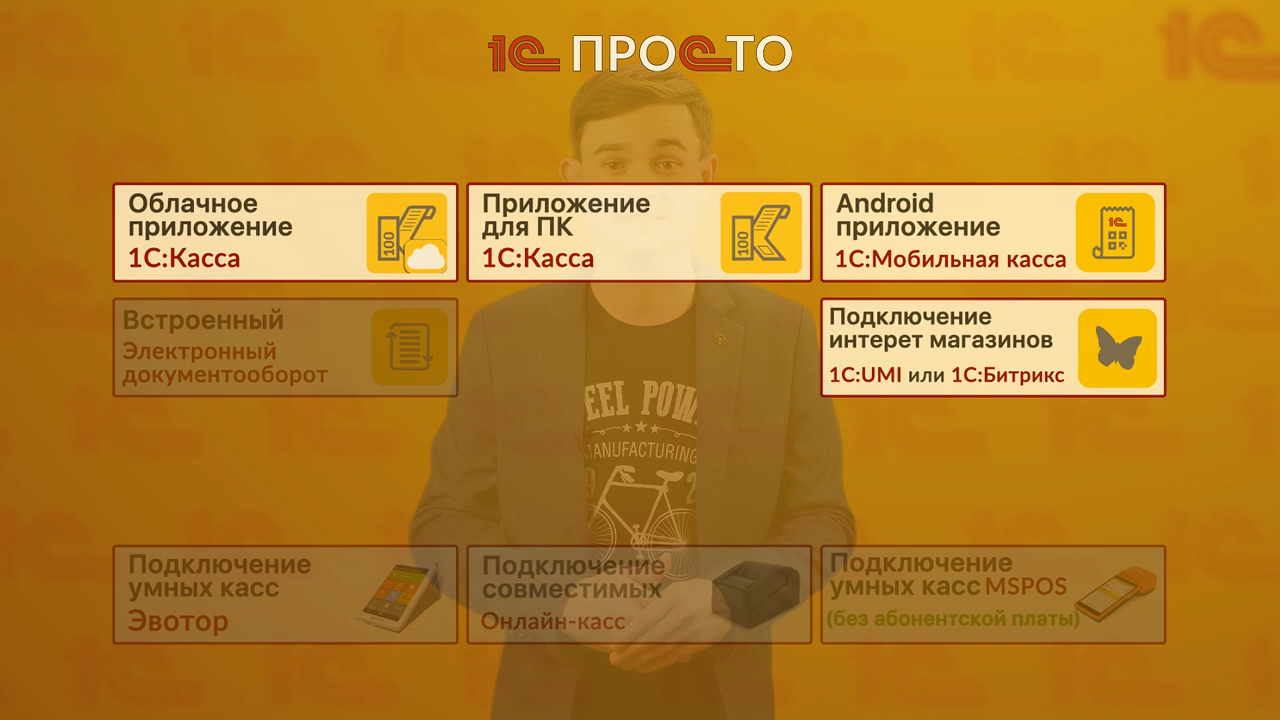 1С ПРОСТО
Облачное
приложение
1С:Касса
100
Приложение
для ПК
1С:Касса
100
Android
приложение
1С:Мобильная касса
1С
Встроенный
Электронный
документооборот
Подключение
интерет магазинов
1С:UMI или 1С:Битрикс
EEL POW
MANUFACTURING
9 2
Подключение
умных касс
Эвотор
Подключение
совместимых
Онлайн-касс
Подключение
умных касс MSPOS
(без абонентской платы)